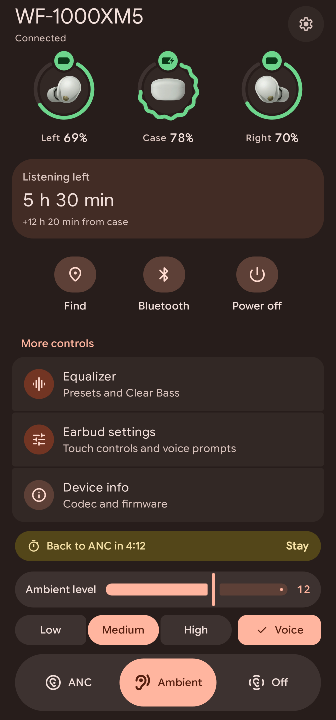 WF-1000XM5
Connected
Left 69%
Case 78%
Right 70%
Listening left
5 h 30 min
+12 h 20 min from case
Find
Bluetooth
Power off
More controls
Equalizer
Presets and Clear Bass
Earbud settings
Touch controls and voice prompts
Device info
Codec and firmware
Back to ANC in 4:12
Stay
Ambient level
12
Low
Medium
High
Voice
ANC
Ambient
Off